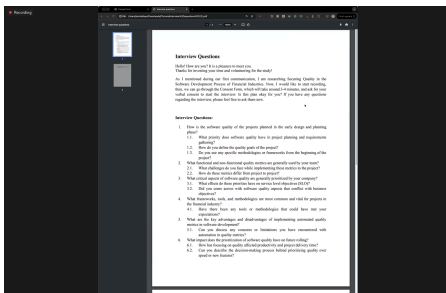 Recording
Interview Questions
Hello! How are you? It is a pleasure to meet you.
Thanks for investing your time and volunteering for the study!
As I mentioned during our first communication, I am researching Securing Quality in the
Software Development Process of Financial Industries. Now, I would like to start recording,
then, we can go through the Consent Form, which will take around 3-4 minutes, and ask for your
verbal consent to start the interview. Is this plan okay for you? If you have any questions
regarding the interview, please feel free to ask them now.
Interview Questions:
1. How is the software quality of the projects planned in the early design and planning
phase?
1.1. What priority does software quality have in project planning and requirements
gathering?
1.2. How do you define the quality goals of the project?
1.3. Do you use any specific methodologies or frameworks from the beginning of the
project?
2. What functional and non-functional quality metrics are generally used by your team?
2.1. What challenges do you face while implementing these metrics in the project?
2.2. How do these metrics differ from project to project?
3. What critical aspects of software quality are generally prioritized by your company?
3.1. What effects do these priorities have on service level objectives (SLO)?
3.2. Did you come across with software quality aspects that conflict with business
objectives?
4. What frameworks, tools, and methodologies are most common and vital for projects in
the financial industry?
4.1. Have there been any tools or methodologies that could have met your
expectations?
5. What are the key advantages and disadvantages of implementing automated quality
metrics in software development?
5.1. Can you discuss any concerns or limitations you have encountered with
automation in quality metrics?
6. What impact does the prioritization of software quality have on future rolling?
6.1. How has focusing on quality affected productivity and project delivery time?
6.2. Can you describe the decision-making process behind prioritizing quality over
speed or new features?